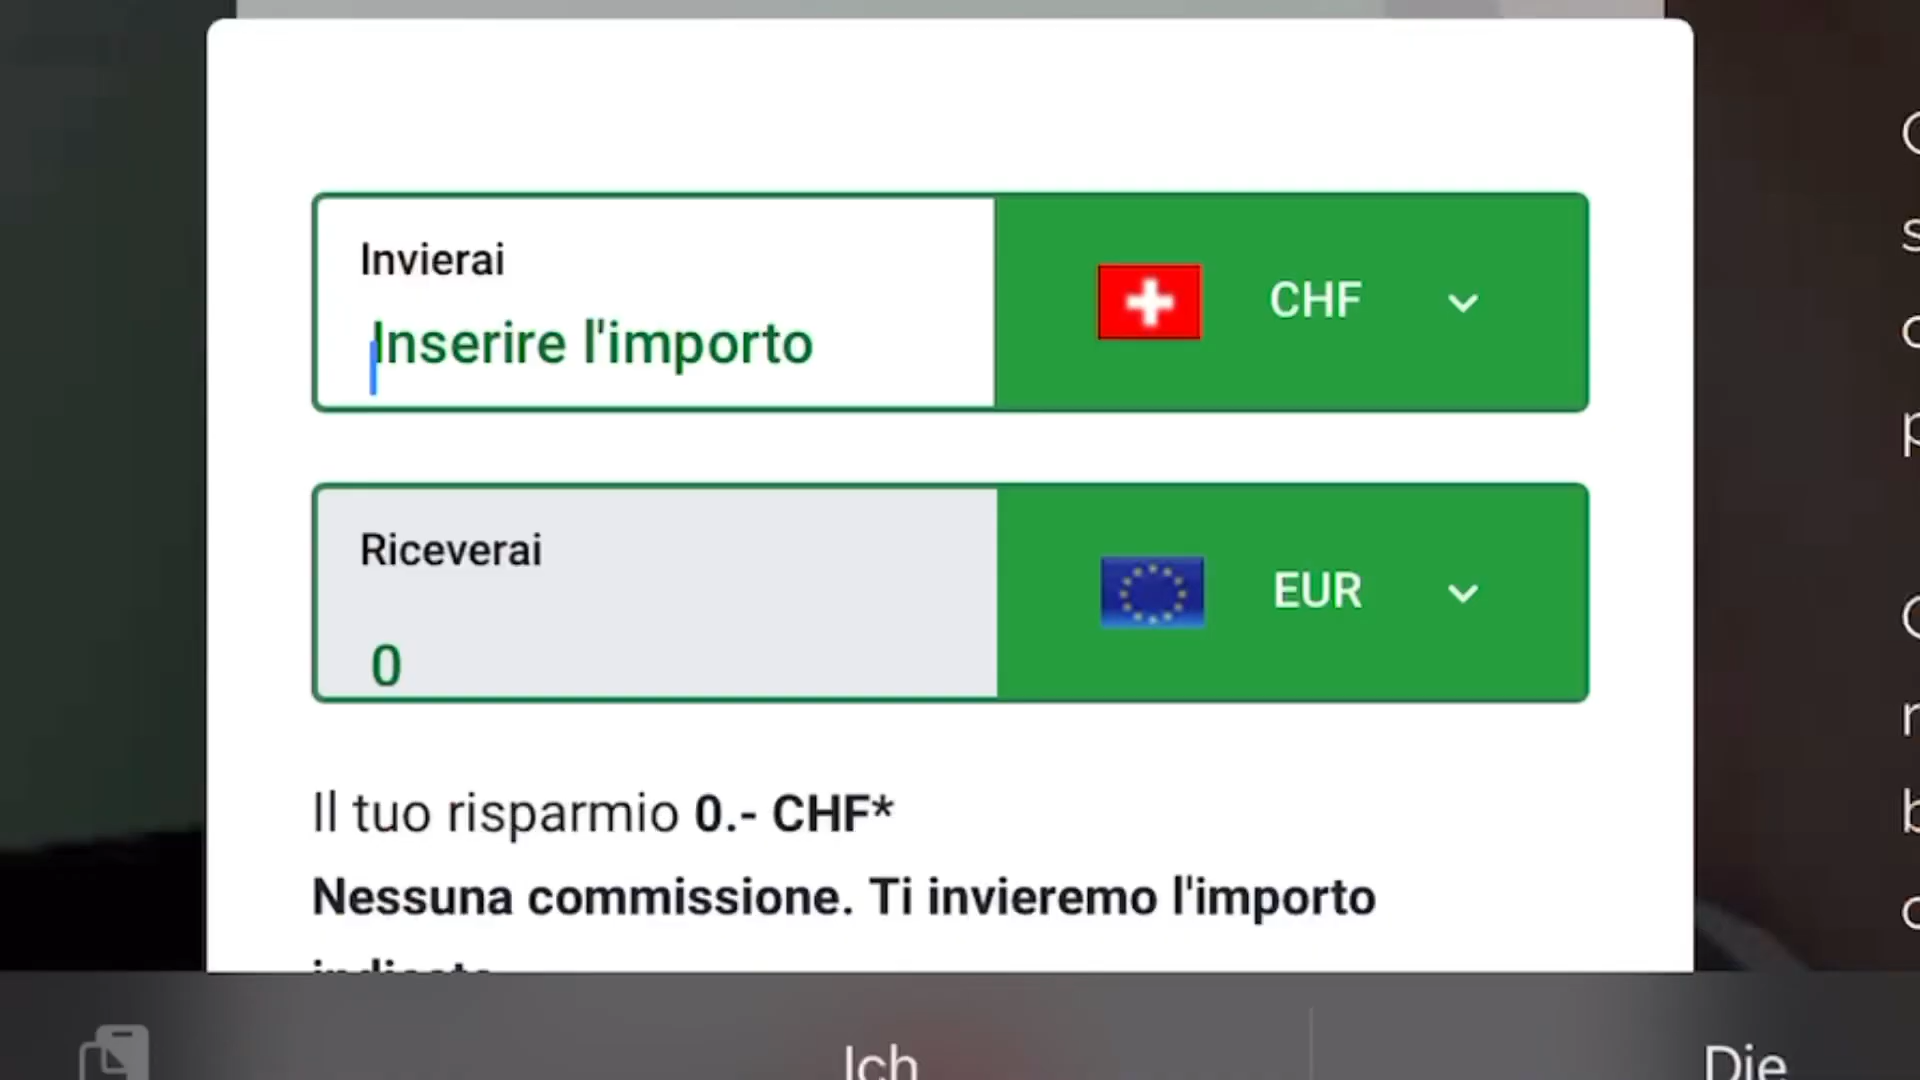 Invierai
Inserire l'importo
CHF
Riceverai
0
EUR
Il tuo risparmio 0.- CHF*
Nessuna commissione. Ti invieremo l'importo
Ich
Die